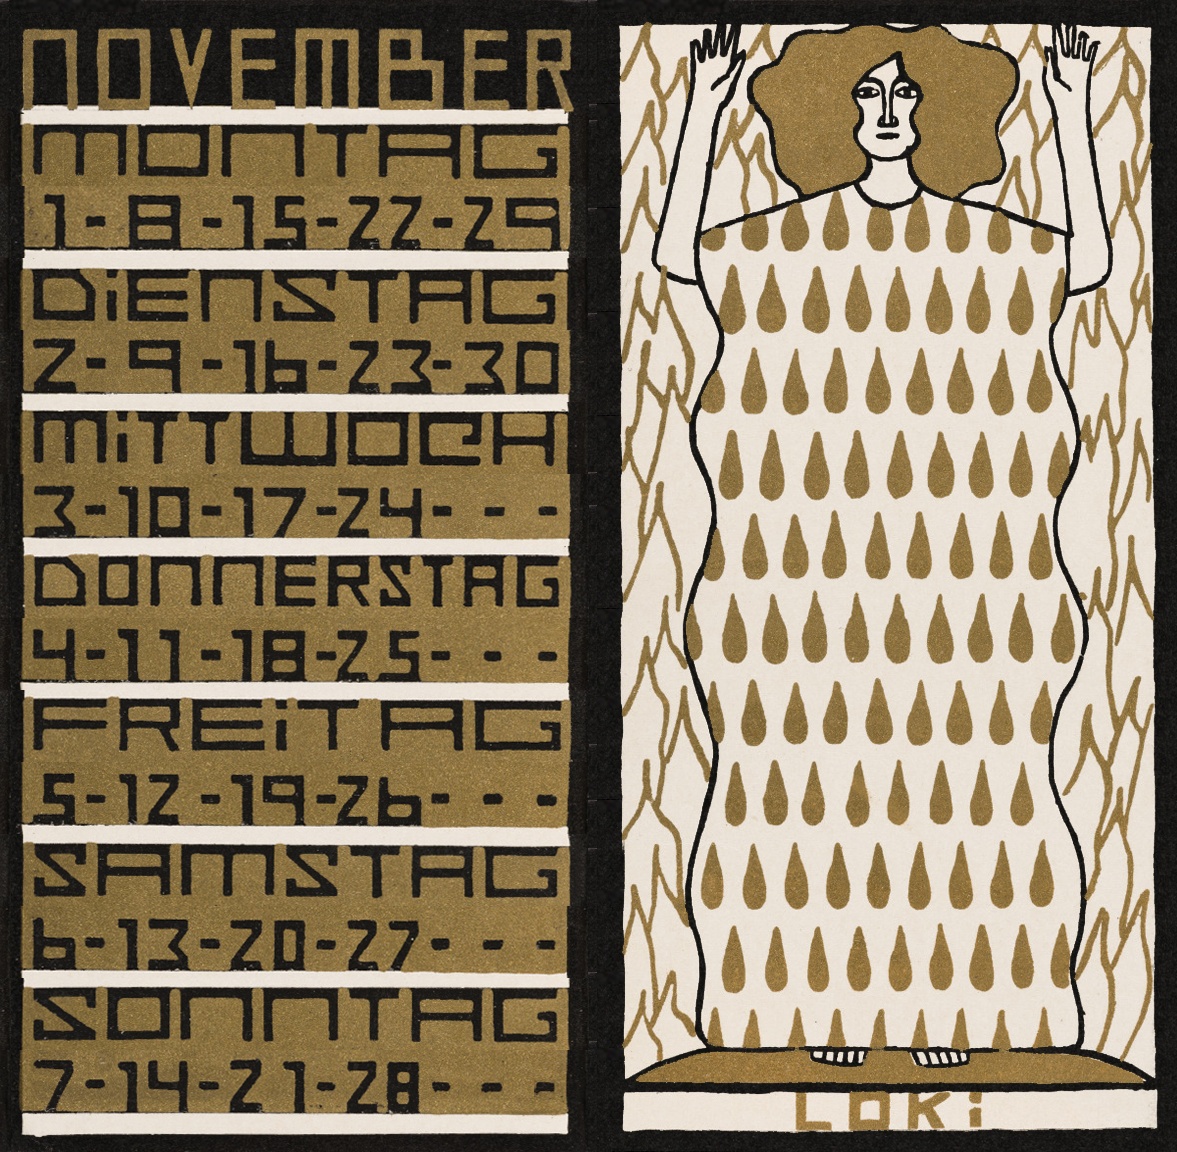 NOVEMBER
MONTAG
1-8-15-22-29
DiENSTAG
2-9-16-23-30
MiTTWOCH
3-10-17-24- - -
DONNERSTAG
4-11-18-25- - -
FREiTAG
5-12-19-26- - -
SAMSTAG
6-13-20-27- - -
SONNTAG
7-14-21-28- - -
LOKi